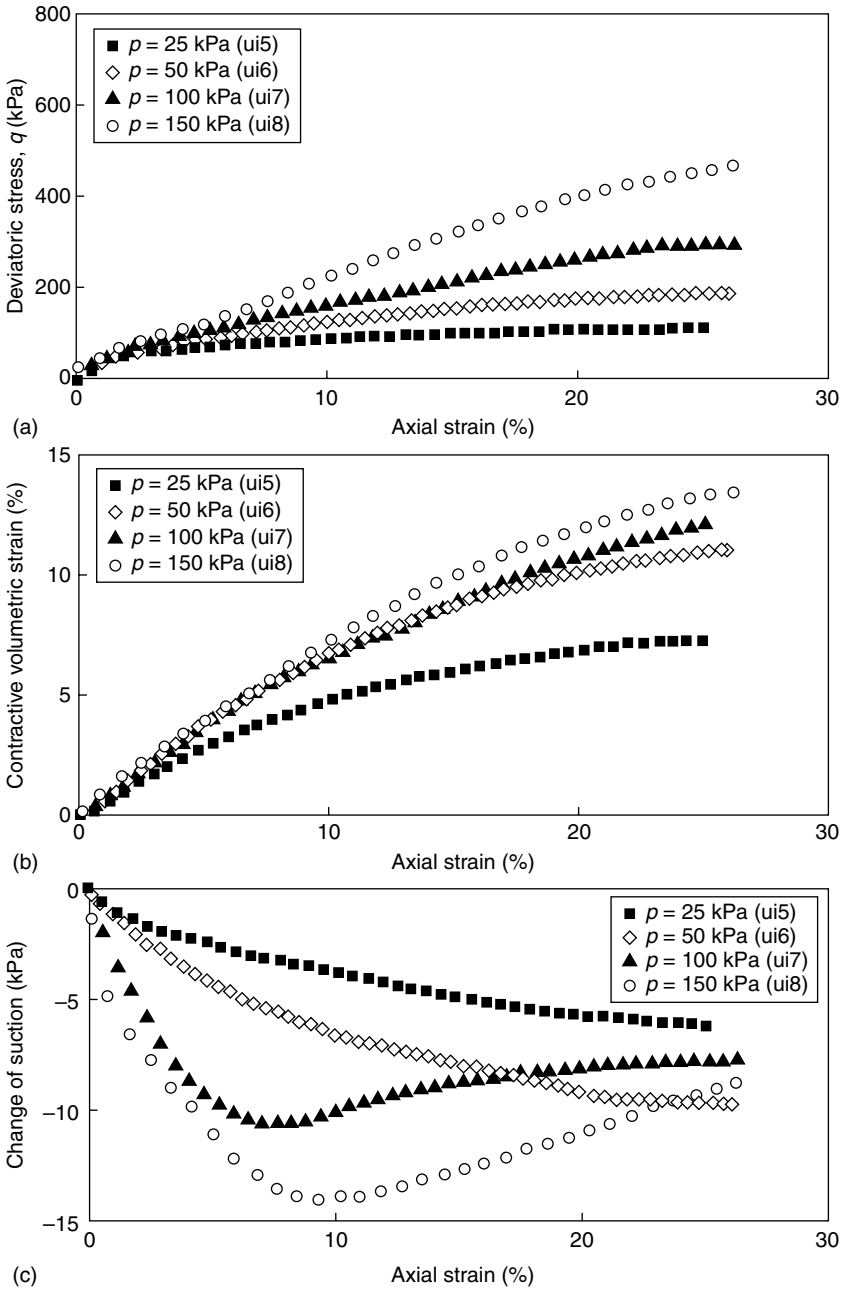 800
600
400
200
0
Deviatoric stress, q (kPa)
p = 25 kPa (ui5)
p = 50 kPa (ui6)
p = 100 kPa (ui7)
p = 150 kPa (ui8)
0
10
20
30
(a)
Axial strain (%)
15
10
5
0
Contractive volumetric strain (%)
p = 25 kPa (ui5)
p = 50 kPa (ui6)
p = 100 kPa (ui7)
p = 150 kPa (ui8)
0
10
20
30
(b)
Axial strain (%)
0
−5
−10
−15
Change of suction (kPa)
p = 25 kPa (ui5)
p = 50 kPa (ui6)
p = 100 kPa (ui7)
p = 150 kPa (ui8)
0
10
20
30
(c)
Axial strain (%)